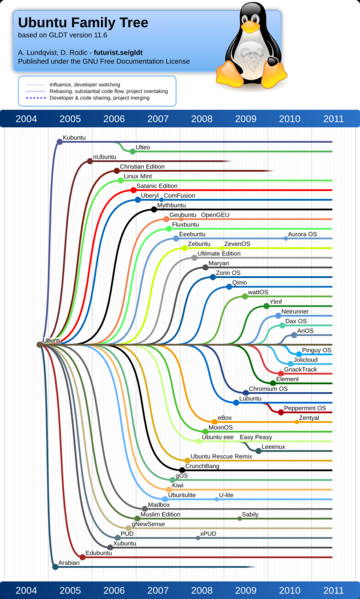 Ubuntu Family Tree
based on GLDT version 11.6
A. Lundqvist, D. Rodic - futurist.se/gldt
Published under the GNU Free Documentation License
Influence, developer switching
Rebasing, substantial code flow, project overtaking
Developer & code sharing, project merging
2004 2005 2006 2007 2008 2009 2010 2011
Kubuntu
Ulteo
nUbuntu
Christian Edition
Linux Mint
Satanic Edition
Uberyl ComFusion
Mythbuntu
Geubuntu OpenGEU
Fluxbuntu
Eeebuntu Aurora OS
Zebuntu ZevenOS
Ultimate Edition
Maryan
Zorin OS
Qimo
wattOS
Ylmf
Netrunner
Dax OS
AriOS
Ubuntu
Pinguy OS
Jolicloud
GnackTrack
Element
Chromium OS
Lubuntu
Peppermint OS
eBox Zentyal
MoonOS
Ubuntu eee Easy Peasy
Leeenux
Ubuntu Rescue Remix
CrunchBang
gOS
Kiwi
Ubuntulite U-lite
Madbox
Muslim Edition Sabily
gNewSense
PUD xPUD
Xubuntu
Edubuntu
Arabian
2004 2005 2006 2007 2008 2009 2010 2011